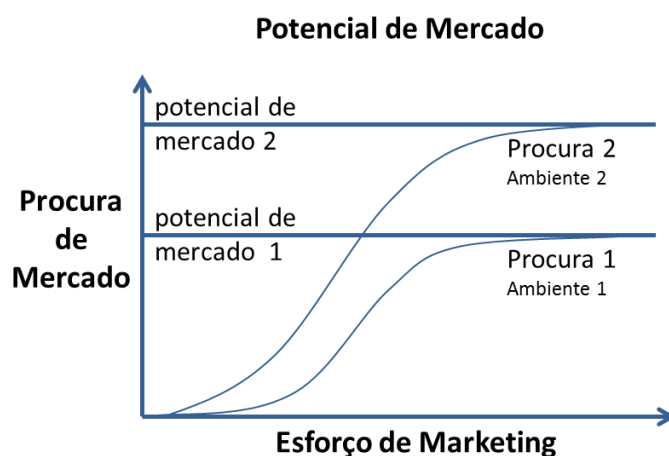 Potencial de Mercado
potencial de
mercado 2
Procura 2
Ambiente 2
Procura
de
Mercado
potencial de
mercado 1
Procura 1
Ambiente 1
Esforço de Marketing